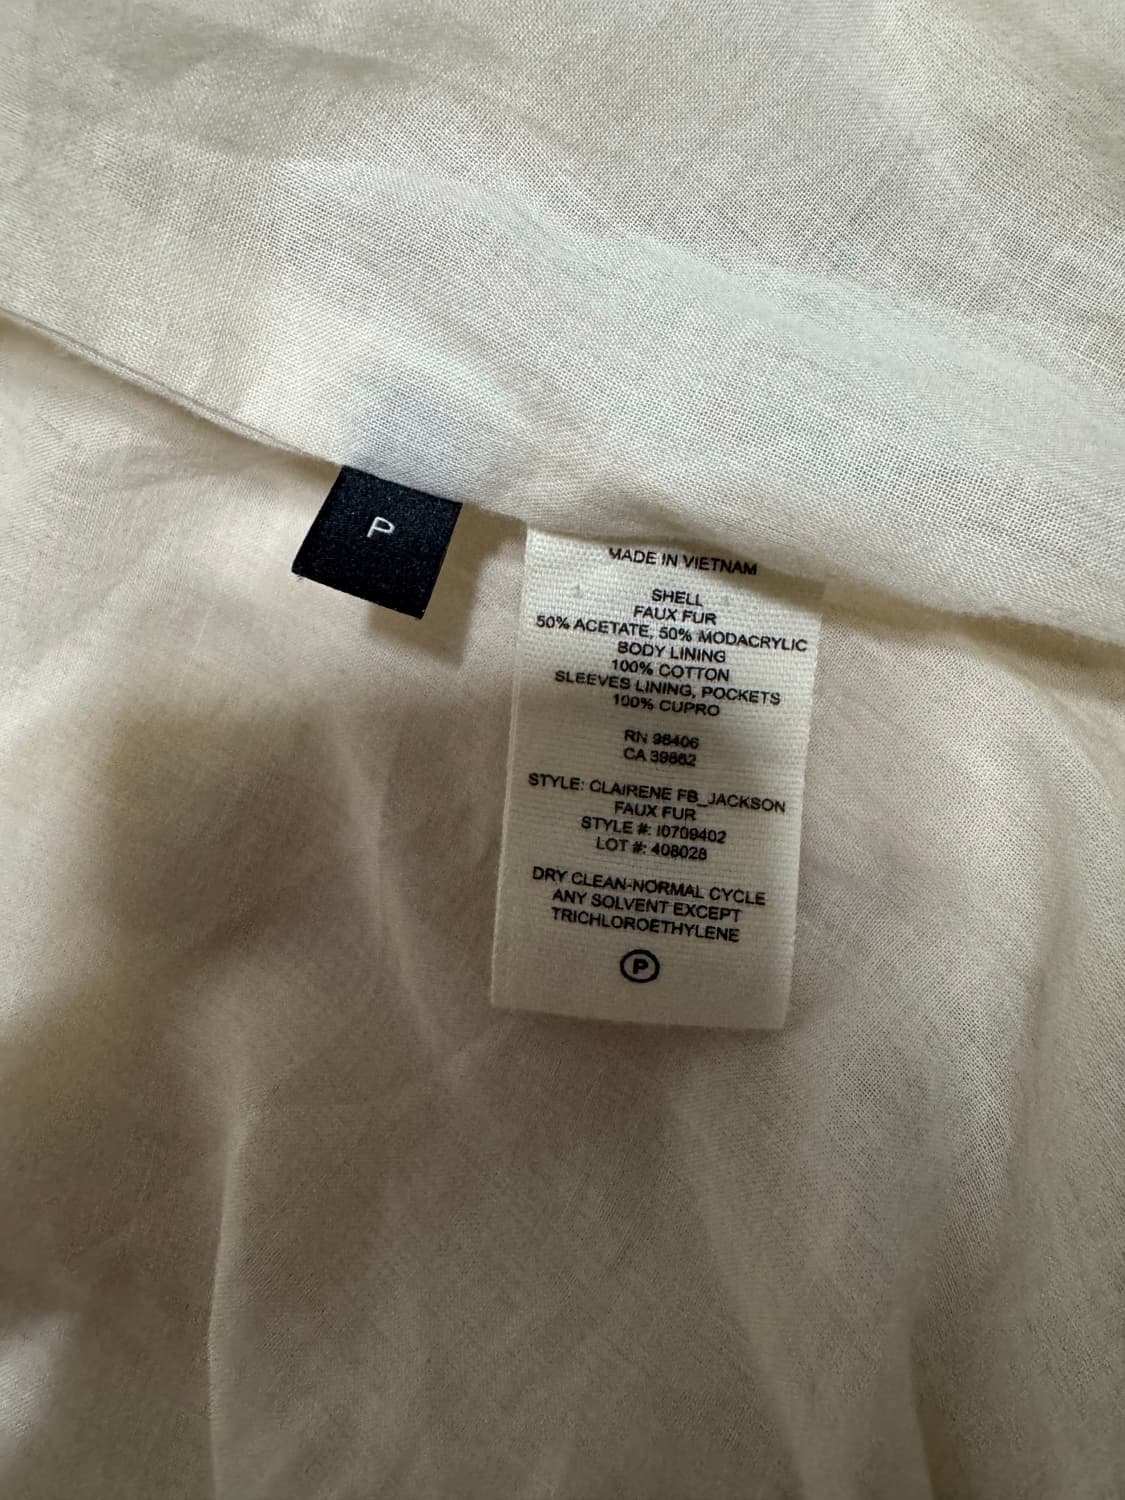 P
MADE IN VIETNAM
SHELL
FAUX FUR
50% ACETATE, 50% MODACRYLIC
BODY LINING
100% COTTON
SLEEVES LINING, POCKETS
100% CUPRO
RN 98406
CA 39662
STYLE: CLAIRENE FB_JACKSON
FAUX FUR
STYLE #: I0709402
LOT #: 408028
DRY CLEAN-NORMAL CYCLE
ANY SOLVENT EXCEPT
TRICHLOROETHYLENE
P